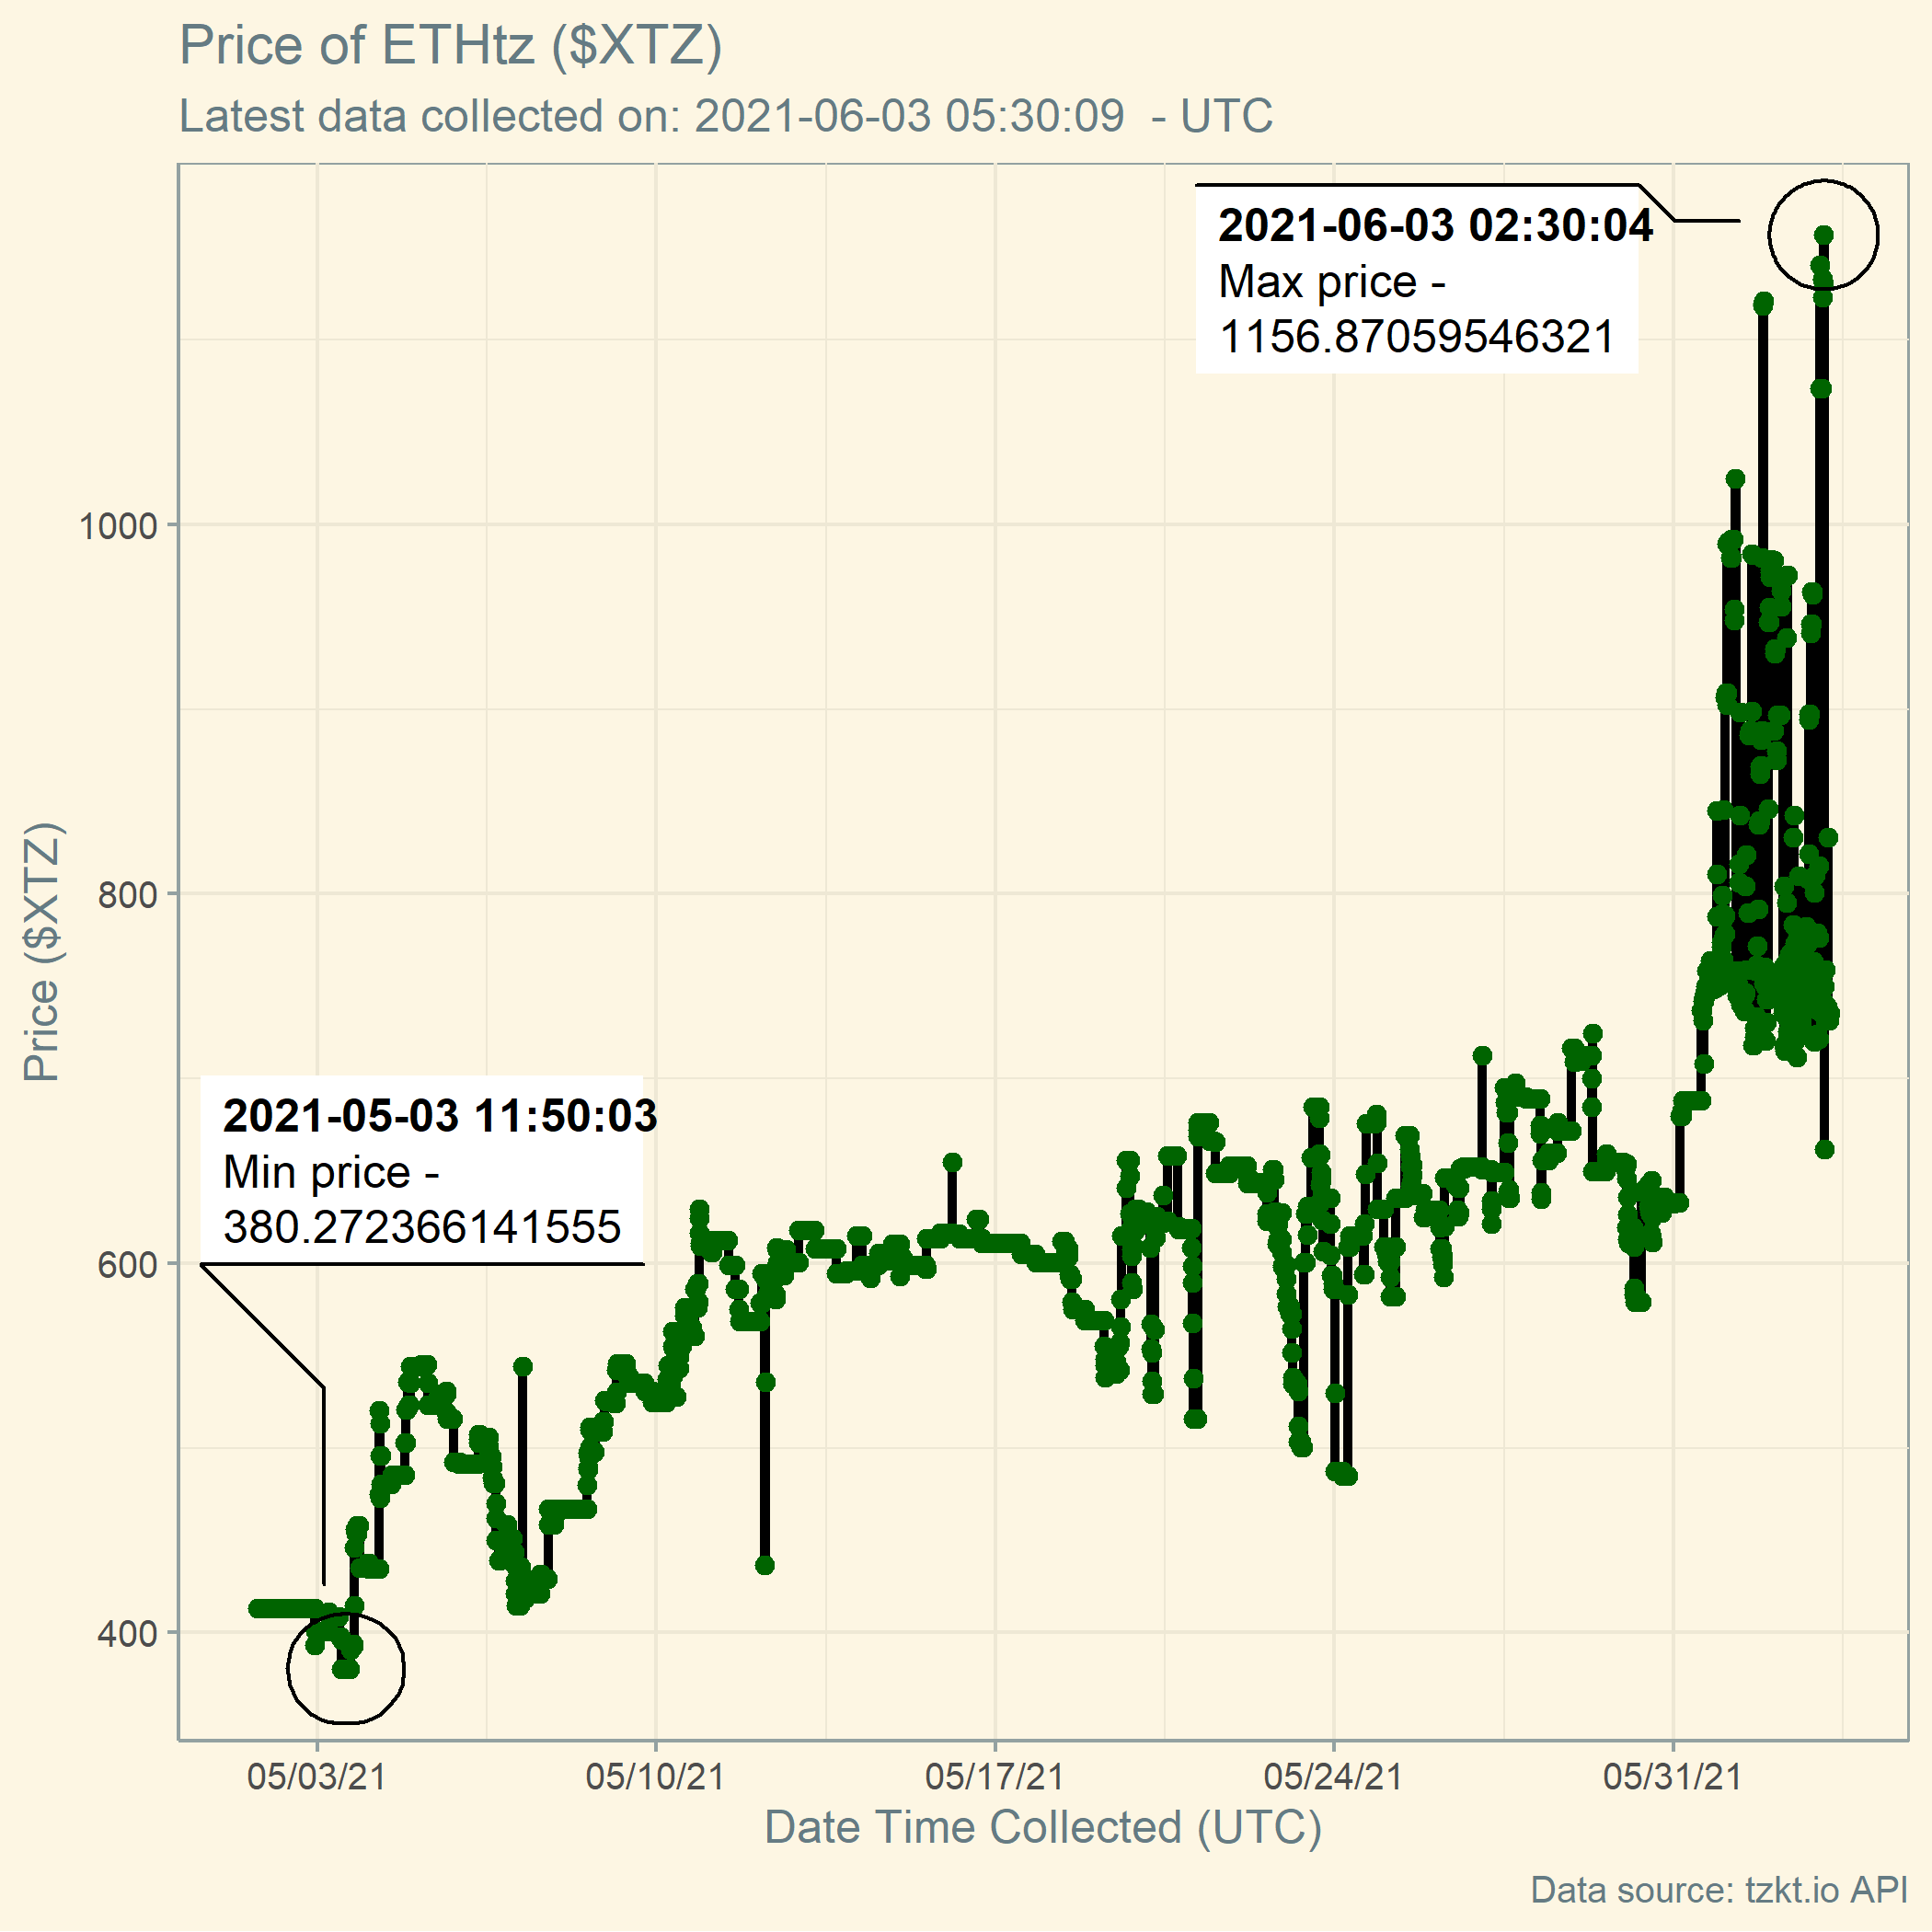 Price of ETHtz ($XTZ)
Latest data collected on: 2021-06-03 05:30:09  - UTC
2021-06-03 02:30:04
Max price -
1156.87059546321
1000
800
600
400
Price ($XTZ)
2021-05-03 11:50:03
Min price -
380.272366141555
05/03/21
05/10/21
05/17/21
05/24/21
05/31/21
Date Time Collected (UTC)
Data source: tzkt.io API